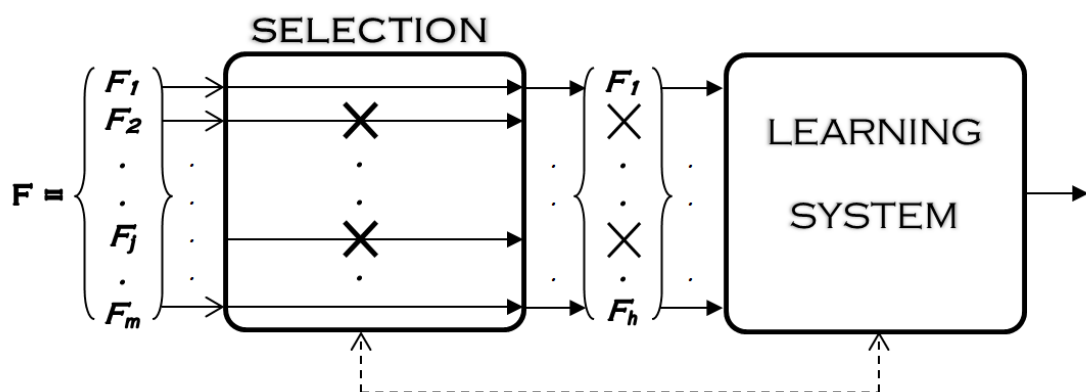 SELECTION
F1 F1
F2
LEARNING
F = 
SYSTEM
Fj
Fm Fh